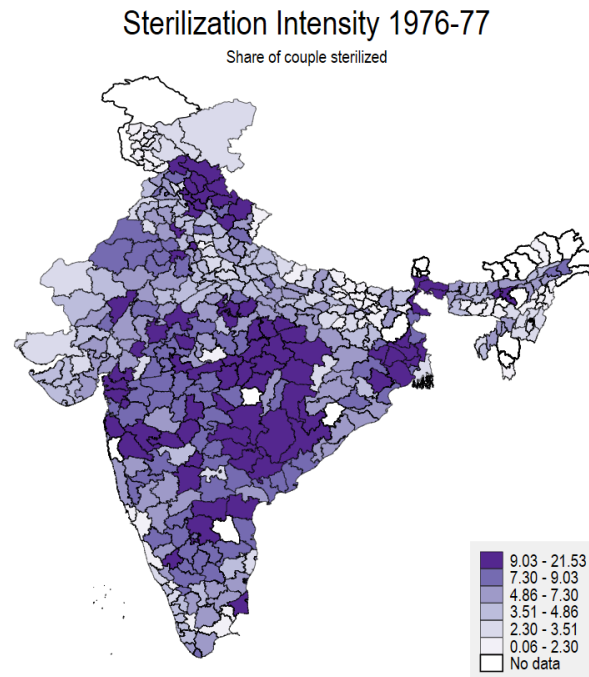 Sterilization Intensity 1976-77
Share of couple sterilized
9.03 - 21.53
7.30 - 9.03
4.86 - 7.30
3.51 - 4.86
2.30 - 3.51
0.06 - 2.30
No data